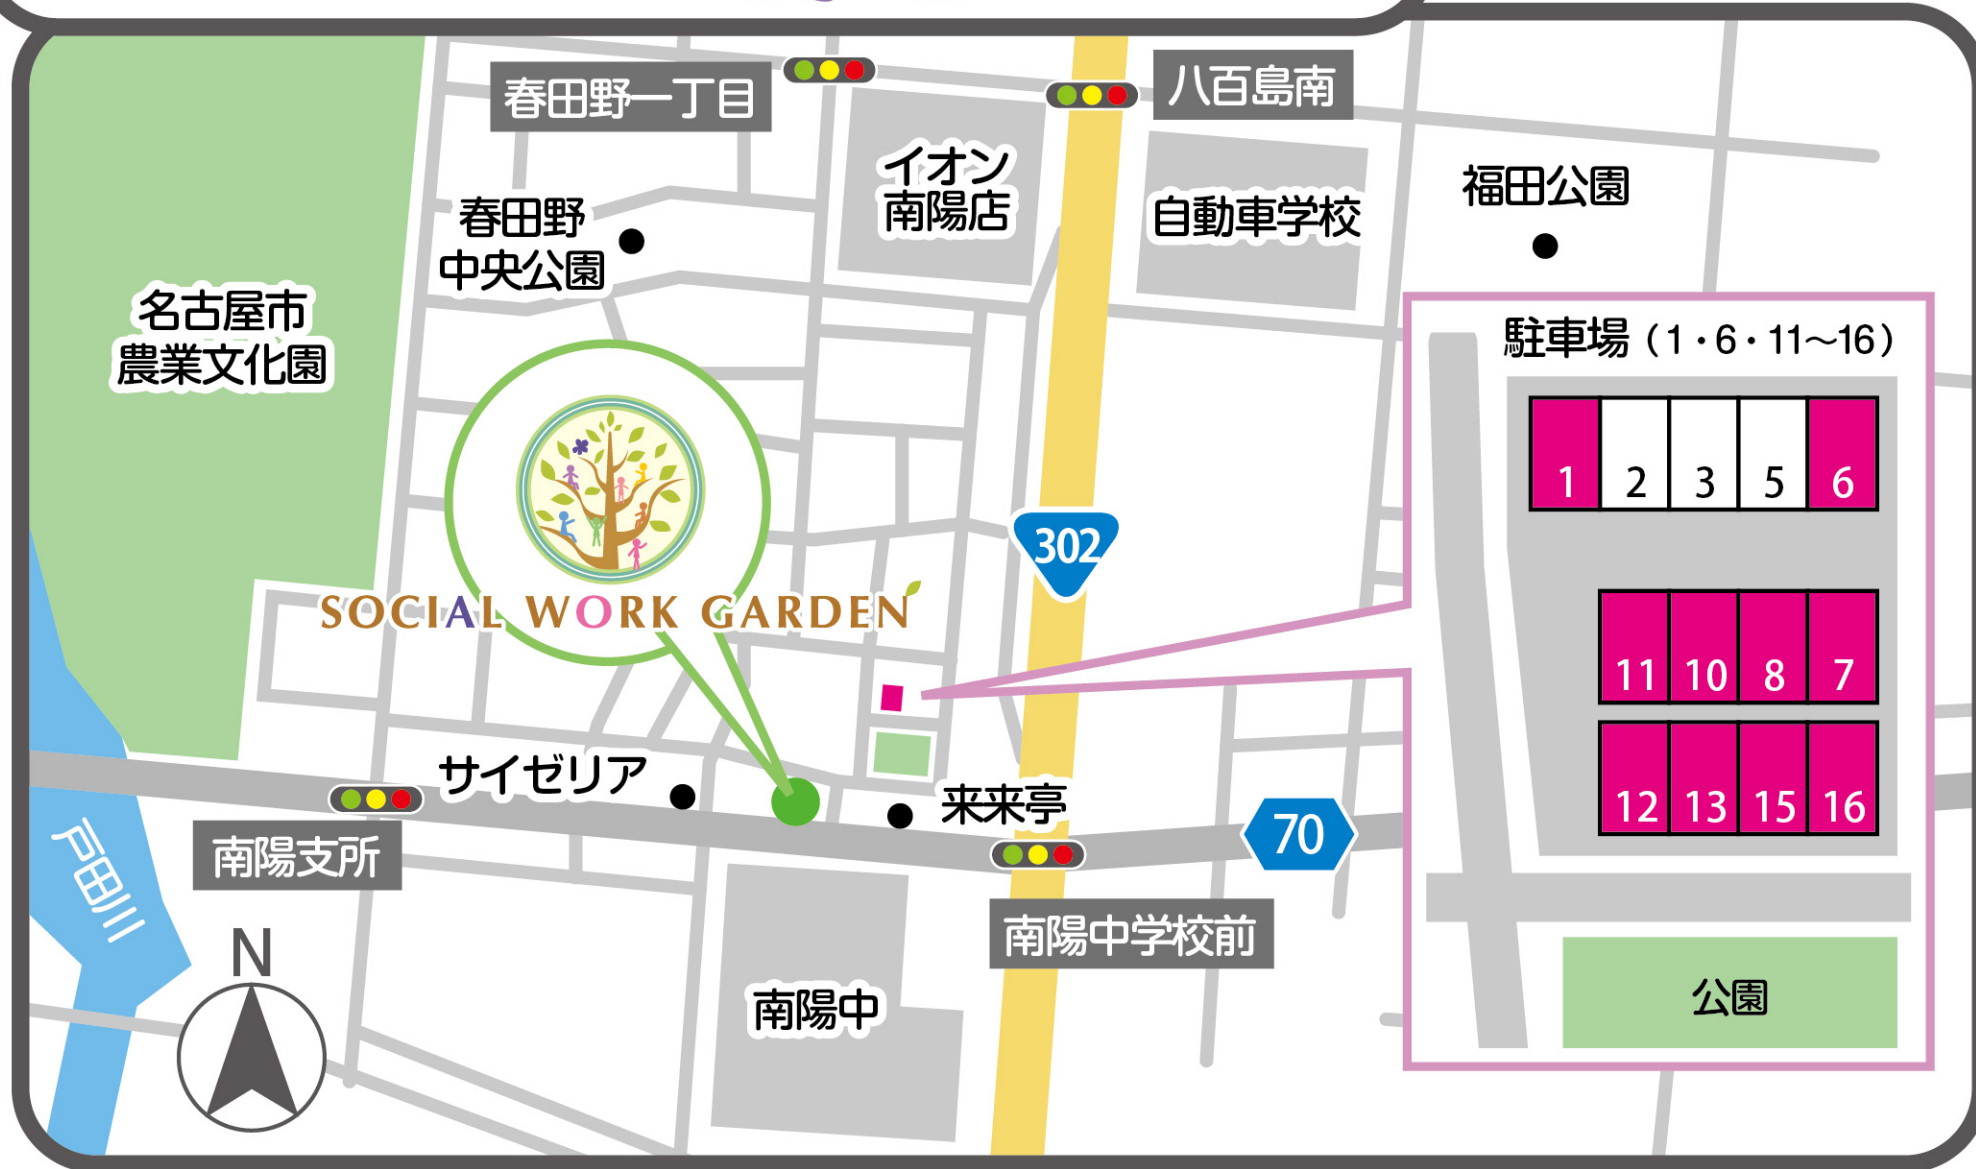 春田野一丁目
八百島南
イオン
南陽店
自動車学校
福田公園
春田野
中央公園
名古屋市
農業文化園
SOCIAL WORK GARDEN
302
駐車場（1・6・11～16）
1 2 3 5 6
11 10 8 7
12 13 15 16
公園
サイゼリア
来来亭
70
南陽支所
戸田川
南陽中学校前
南陽中
N